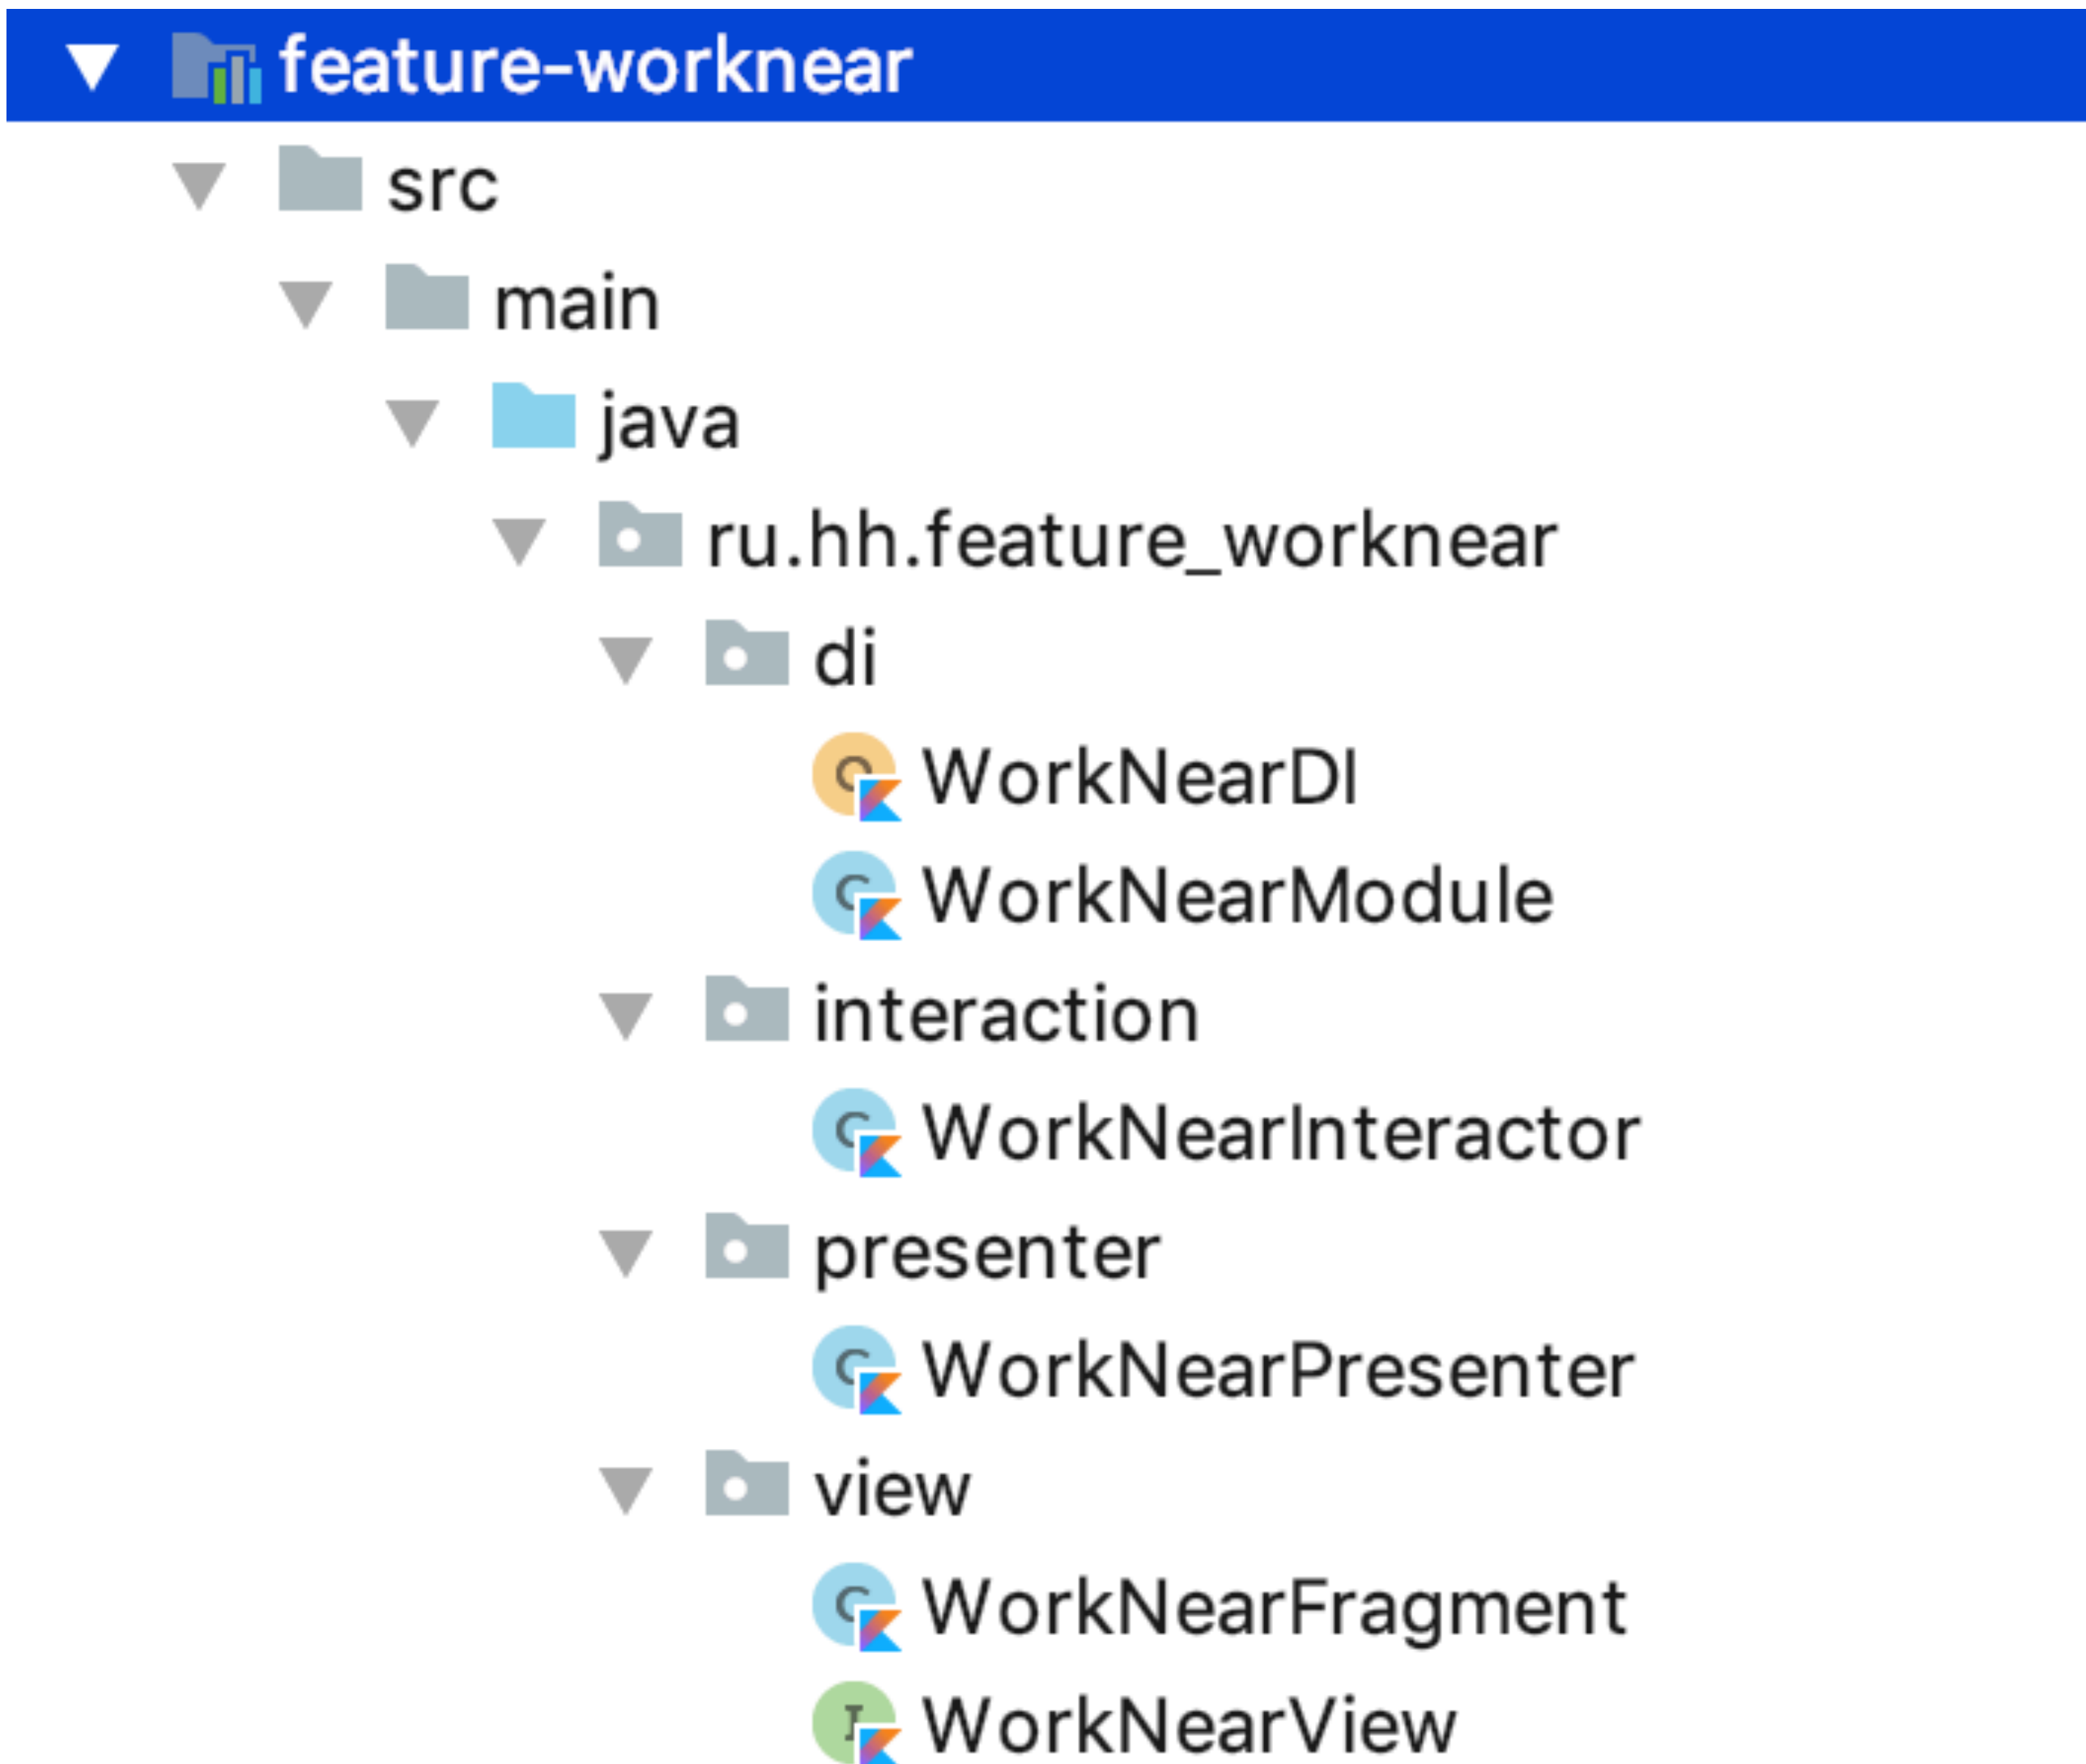 feature-worknear
src
main
java
ru.hh.feature_worknear
di
WorkNearDI
WorkNearModule
interaction
WorkNearInteractor
presenter
WorkNearPresenter
view
WorkNearFragment
WorkNearView